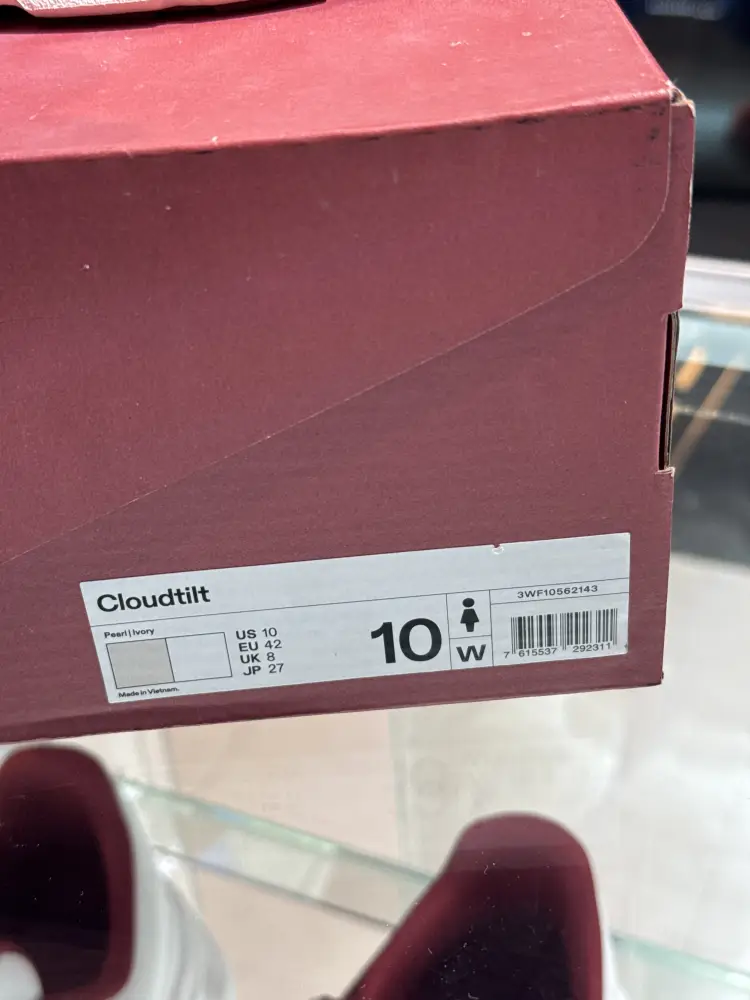 Cloudtilt
Pearl | Ivory
Made in Vietnam.
US 10
EU 42
UK 8
JP 27
10
W
3WF10562143
7 615537 292311